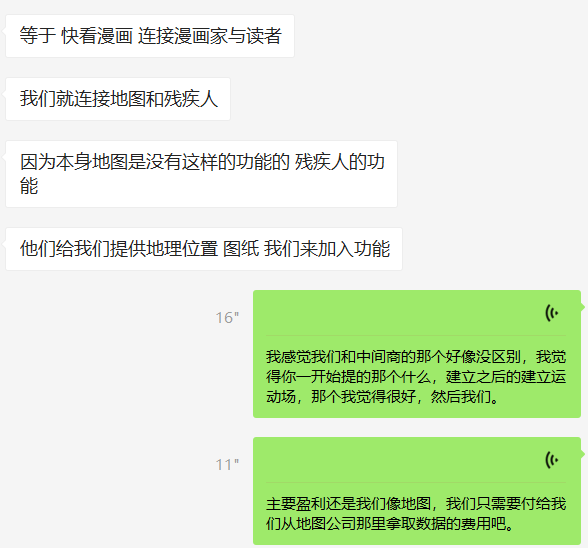 等于 快看漫画 连接漫画家与读者
我们就连接地图和残疾人
因为本身地图是没有这样的功能的 残疾人的功
能
他们给我们提供地理位置 图纸 我们来加入功能
16"
我感觉我们和中间商的那个好像没区别，我觉
得你一开始提的那个什么，建立之后的建立运
动场，那个我觉得很好，然后我们。
11"
主要盈利还是我们像地图，我们只需要付给我
们从地图公司那里拿取数据的费用吧。